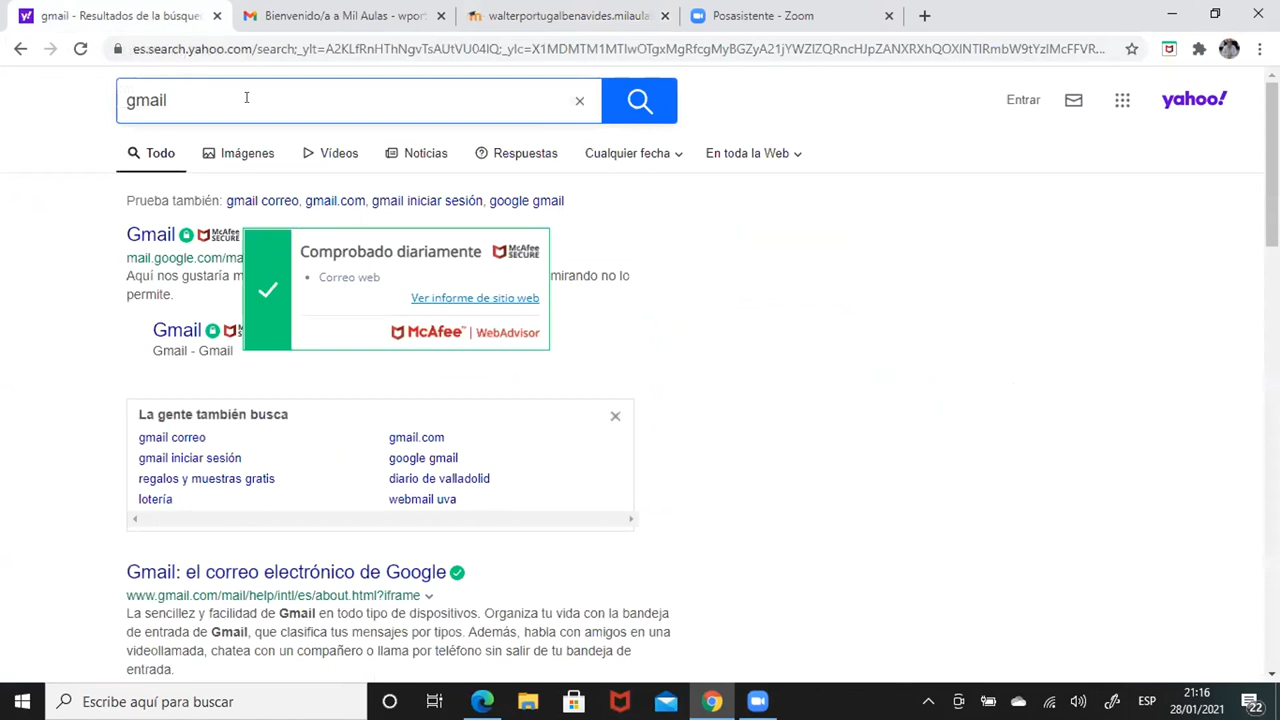 gmail - Resultados de la búsque
Bienvenido/a a Mil Aulas - wport
walterportugalbenavides.milaula
Posasistente - Zoom
es.search.yahoo.com/search;_ylt=A2KLfRnHThNgvTsAUtVU04IQ;_ylc=X1MDMTM1MTIwOTgxMgRfcgMyBGZyA21jYWZlZQRncHJpZANXRXhQOXlNTlRmbW9tYzlMcFFVR...
gmail
Entrar
yahoo!
Todo
Imágenes
Vídeos
Noticias
Respuestas
Cualquier fecha
En toda la Web
Prueba también: gmail correo, gmail.com, gmail iniciar sesión, google gmail
Gmail McAfee SECURE
mail.google.com/ma
Aquí nos gustaría m
mirando no lo
permite.
Comprobado diariamente McAfee SECURE
• Correo web
Ver informe de sitio web
McAfee™ | WebAdvisor
Gmail
Gmail - Gmail
La gente también busca
gmail correo
gmail.com
gmail iniciar sesión
google gmail
regalos y muestras gratis
diario de valladolid
lotería
webmail uva
Gmail: el correo electrónico de Google
www.gmail.com/mail/help/intl/es/about.html?iframe
La sencillez y facilidad de Gmail en todo tipo de dispositivos. Organiza tu vida con la bandeja
de entrada de Gmail, que clasifica tus mensajes por tipos. Además, habla con amigos en una
videollamada, chatea con un compañero o llama por teléfono sin salir de tu bandeja de
entrada.
Escribe aquí para buscar
ESP
21:16
28/01/2021
22